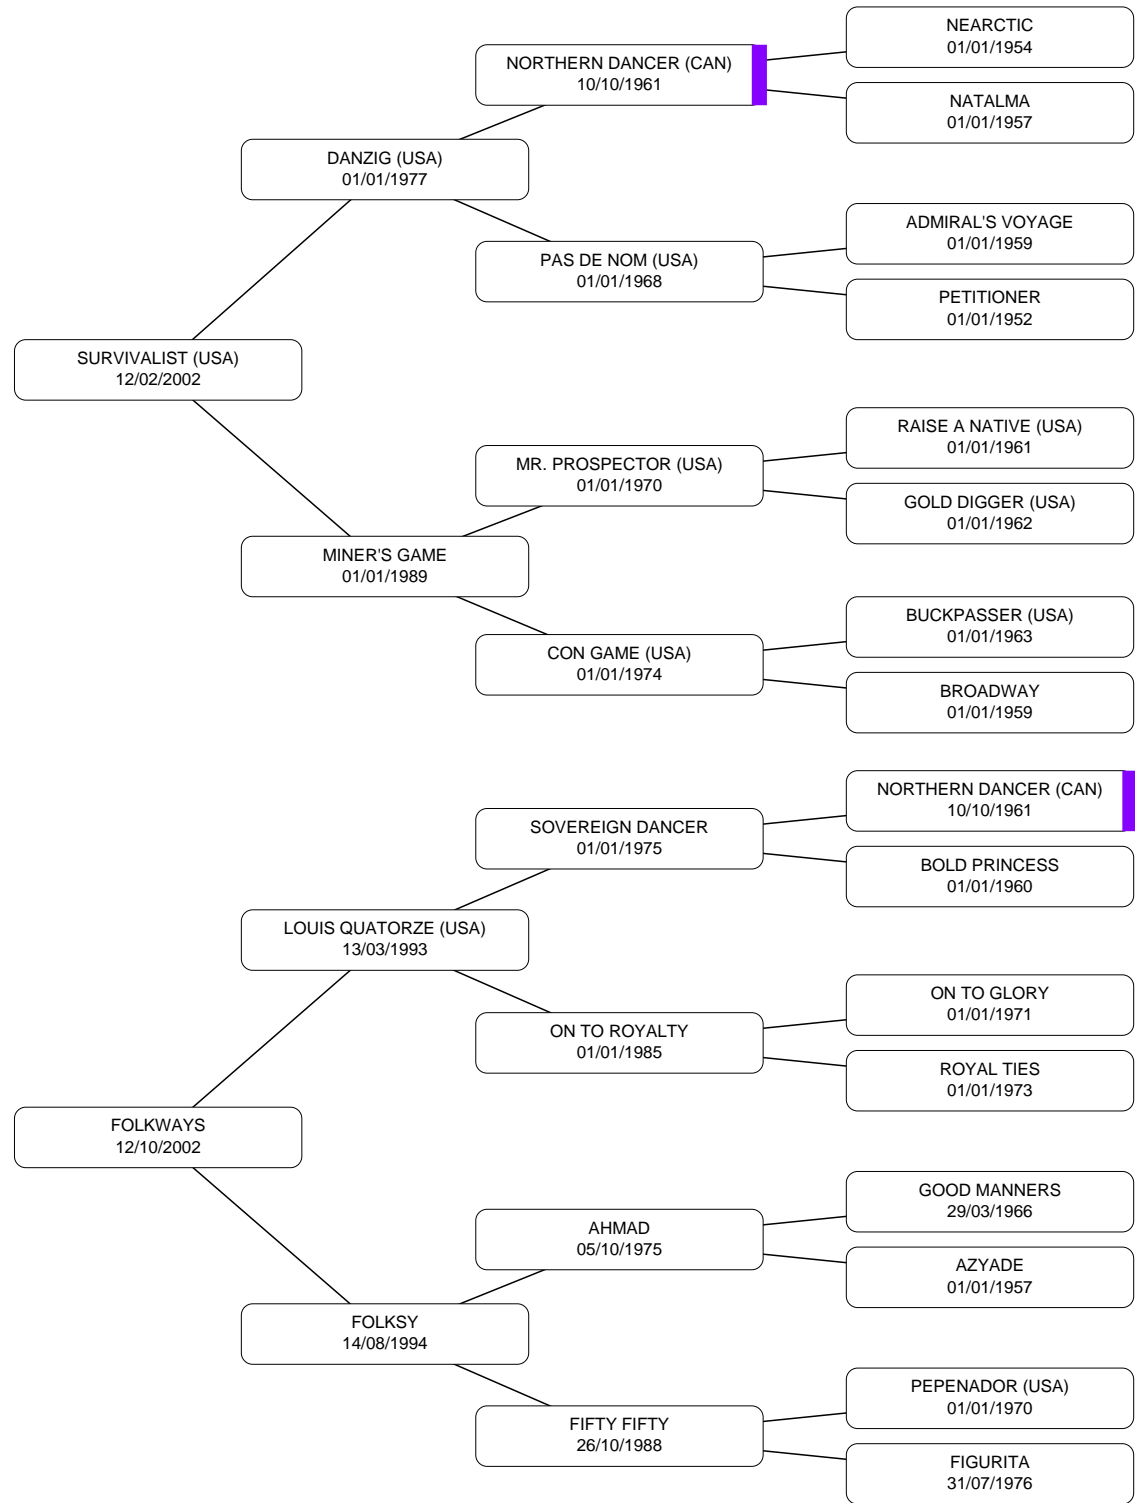 NEARCTIC
01/01/1954
NORTHERN DANCER (CAN)
10/10/1961
NATALMA
01/01/1957
DANZIG (USA)
01/01/1977
ADMIRAL'S VOYAGE
01/01/1959
PAS DE NOM (USA)
01/01/1968
PETITIONER
01/01/1952
SURVIVALIST (USA)
12/02/2002
RAISE A NATIVE (USA)
01/01/1961
MR. PROSPECTOR (USA)
01/01/1970
GOLD DIGGER (USA)
01/01/1962
MINER'S GAME
01/01/1989
BUCKPASSER (USA)
01/01/1963
CON GAME (USA)
01/01/1974
BROADWAY
01/01/1959
NORTHERN DANCER (CAN)
10/10/1961
SOVEREIGN DANCER
01/01/1975
BOLD PRINCESS
01/01/1960
LOUIS QUATORZE (USA)
13/03/1993
ON TO GLORY
01/01/1971
ON TO ROYALTY
01/01/1985
ROYAL TIES
01/01/1973
FOLKWAYS
12/10/2002
GOOD MANNERS
29/03/1966
AHMAD
05/10/1975
AZYADE
01/01/1957
FOLKSY
14/08/1994
PEPENADOR (USA)
01/01/1970
FIFTY FIFTY
26/10/1988
FIGURITA
31/07/1976